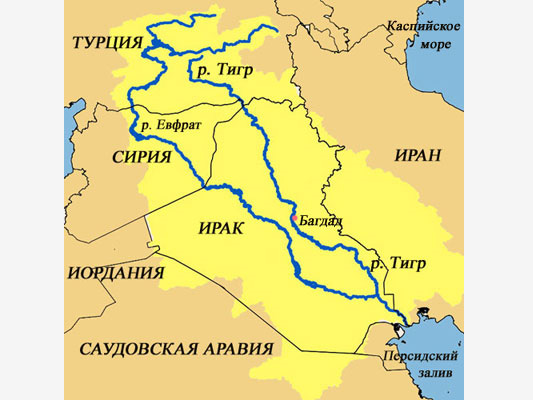 Каспийское
море
ТУРЦИЯ
р. Тигр
р. Евфрат
СИРИЯ
ИРАН
ИРАК
Багдад
р. Тигр
ИОРДАНИЯ
САУДОВСКАЯ АРАВИЯ
Персидский
залив